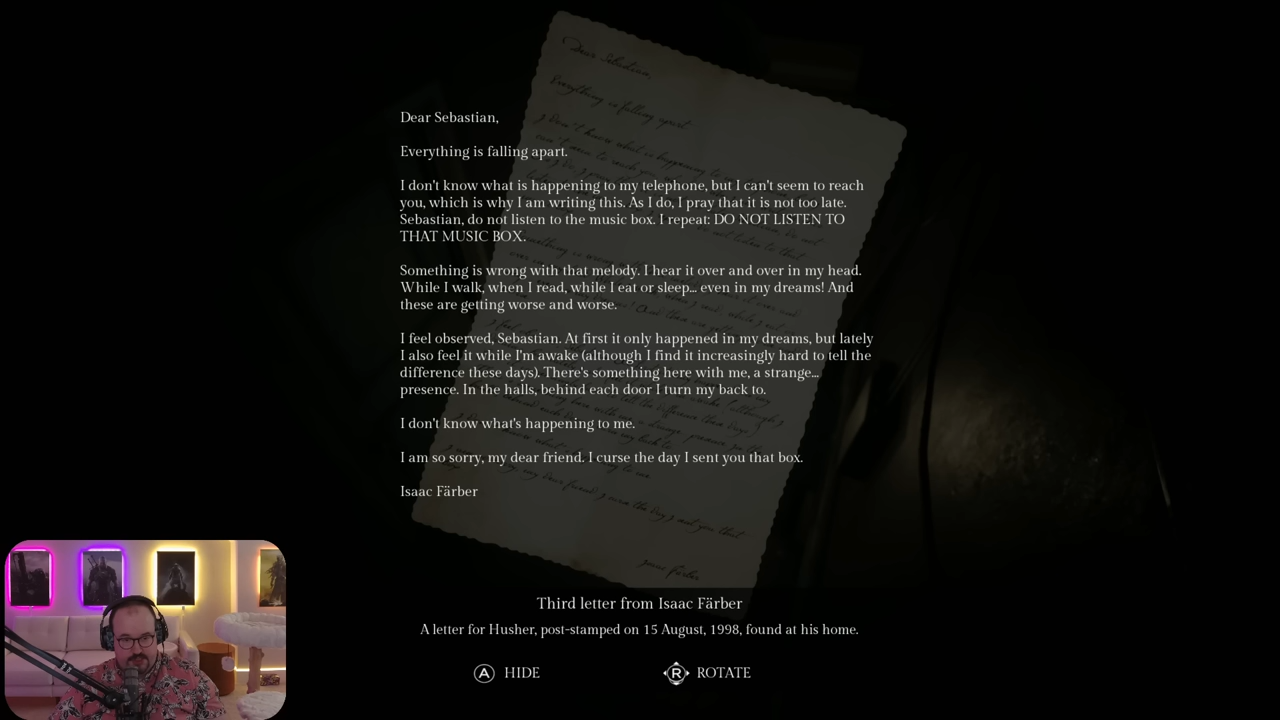 Dear Sebastian,
Everything is falling apart.
I don't know what is happening to my telephone, but I can't seem to reach
you, which is why I am writing this. As I do, I pray that it is not too late.
Sebastian, do not listen to the music box. I repeat: DO NOT LISTEN TO
THAT MUSIC BOX.
Something is wrong with that melody. I hear it over and over in my head.
While I walk, when I read, while I eat or sleep... even in my dreams! And
these are getting worse and worse.
I feel observed, Sebastian. At first it only happened in my dreams, but lately
I also feel it while I'm awake (although I find it increasingly hard to tell the
difference these days). There's something here with me, a strange...
presence. In the halls, behind each door I turn my back to.
I don't know what's happening to me.
I am so sorry, my dear friend. I curse the day I sent you that box.
Isaac Färber
Third letter from Isaac Färber
A letter for Husher, post-stamped on 15 August, 1998, found at his home.
A HIDE R ROTATE